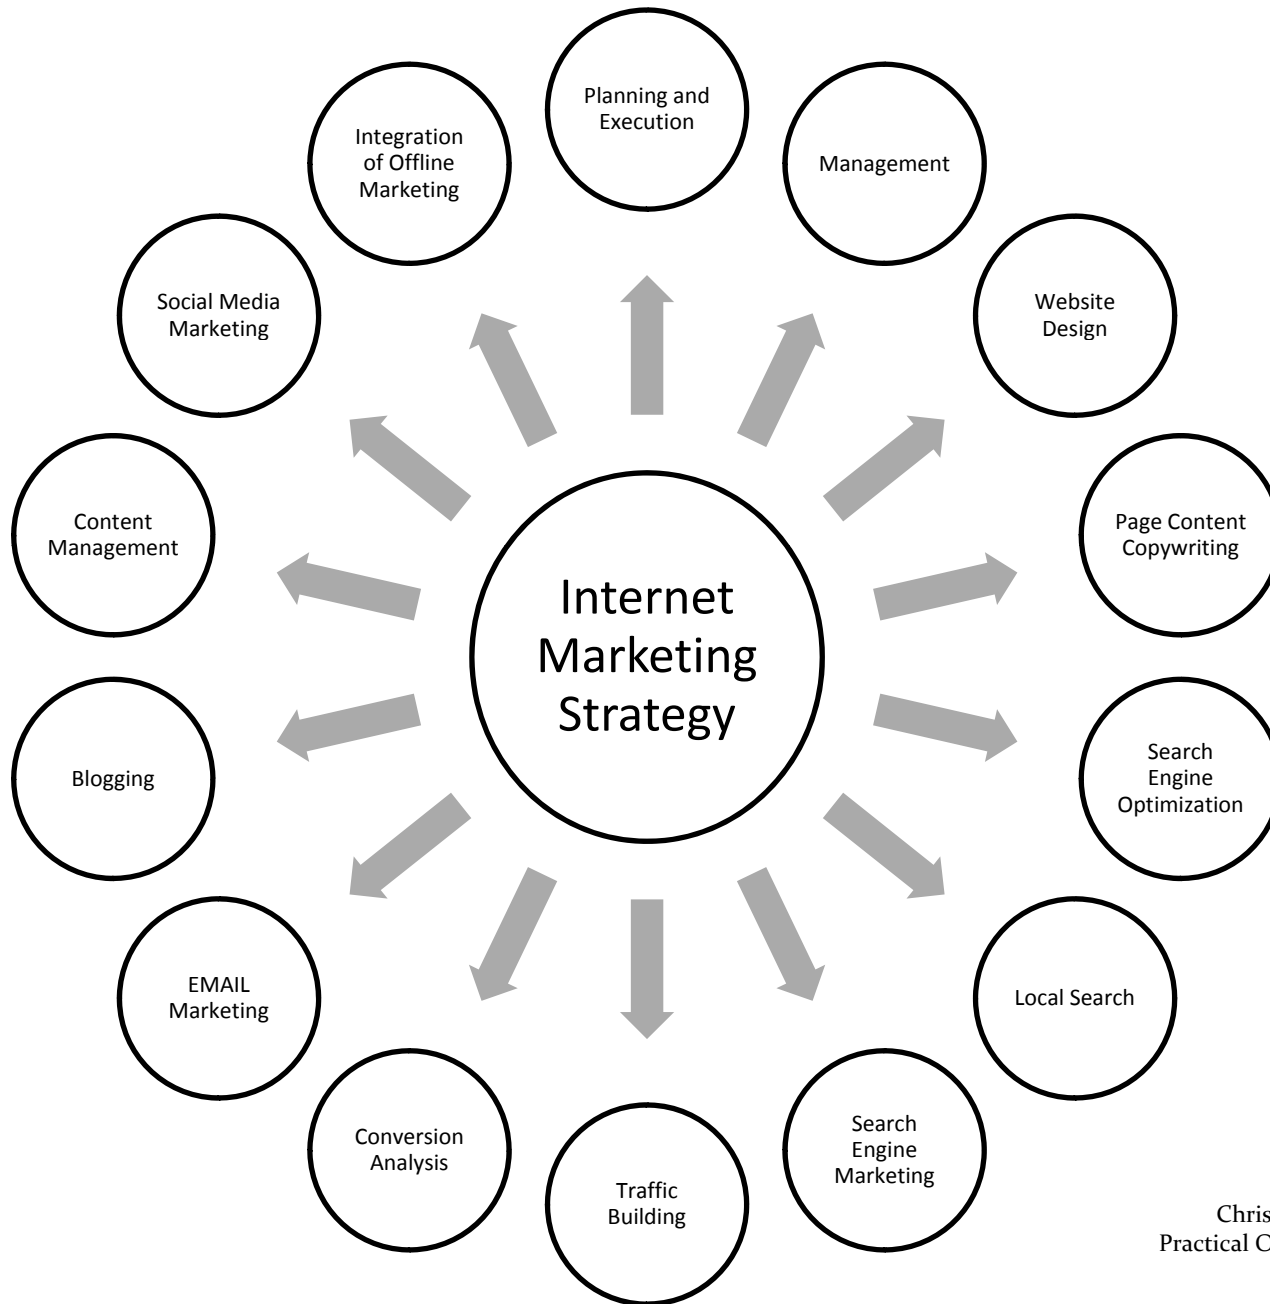 Planning and
Execution
Management
Website
Design
Page Content
Copywriting
Search
Engine
Optimization
Local Search
Search
Engine
Marketing
Traffic
Building
Conversion
Analysis
EMAIL
Marketing
Blogging
Content
Management
Social Media
Marketing
Integration
of Offline
Marketing
Internet
Marketing
Strategy
Chris
Practical